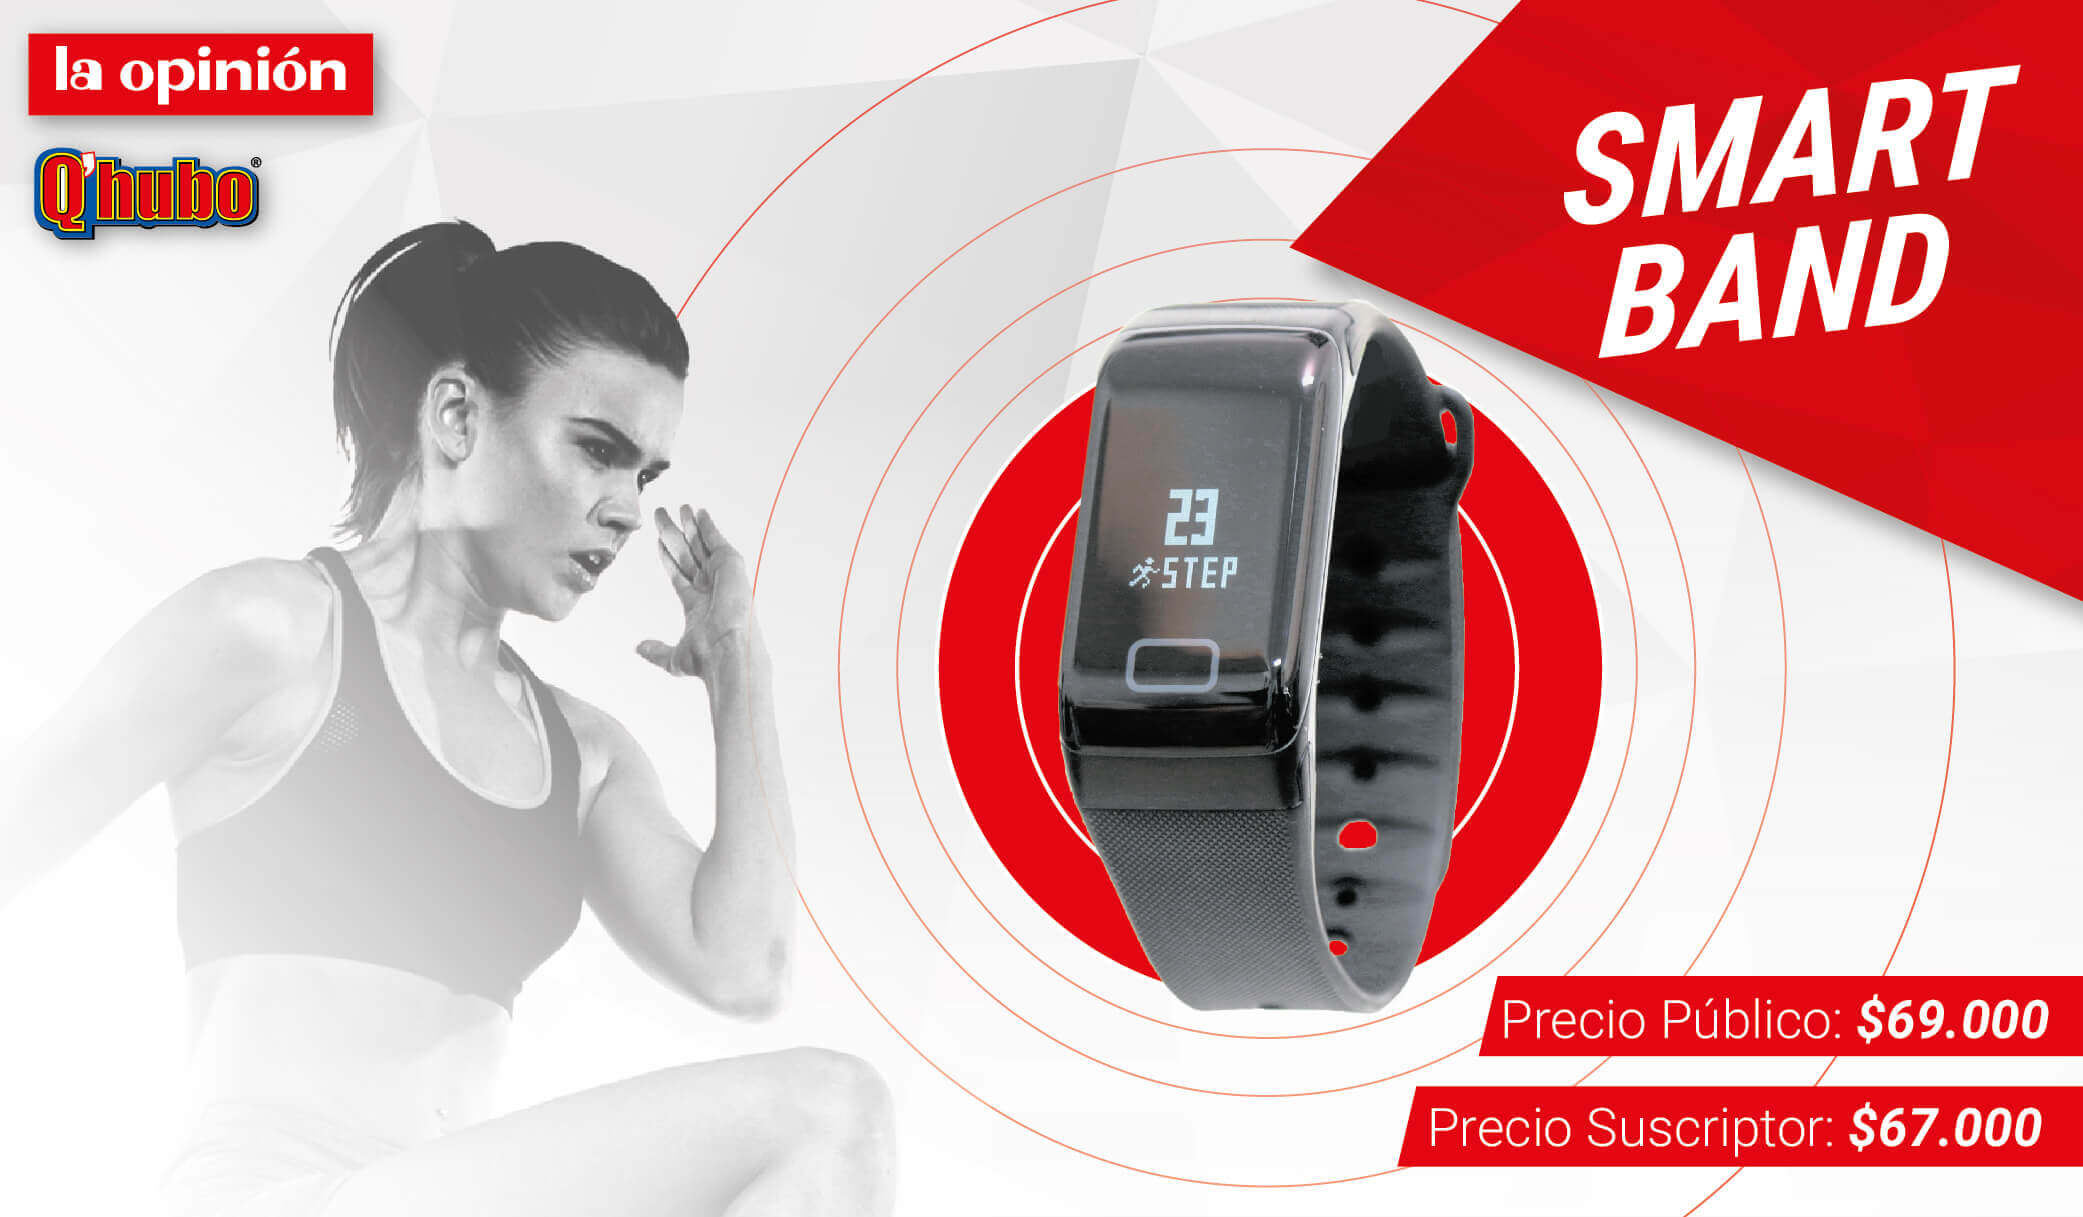 la opinión
Q'hubo®
SMART
BAND
23
STEP
Precio Público: $69.000
Precio Suscriptor: $67.000